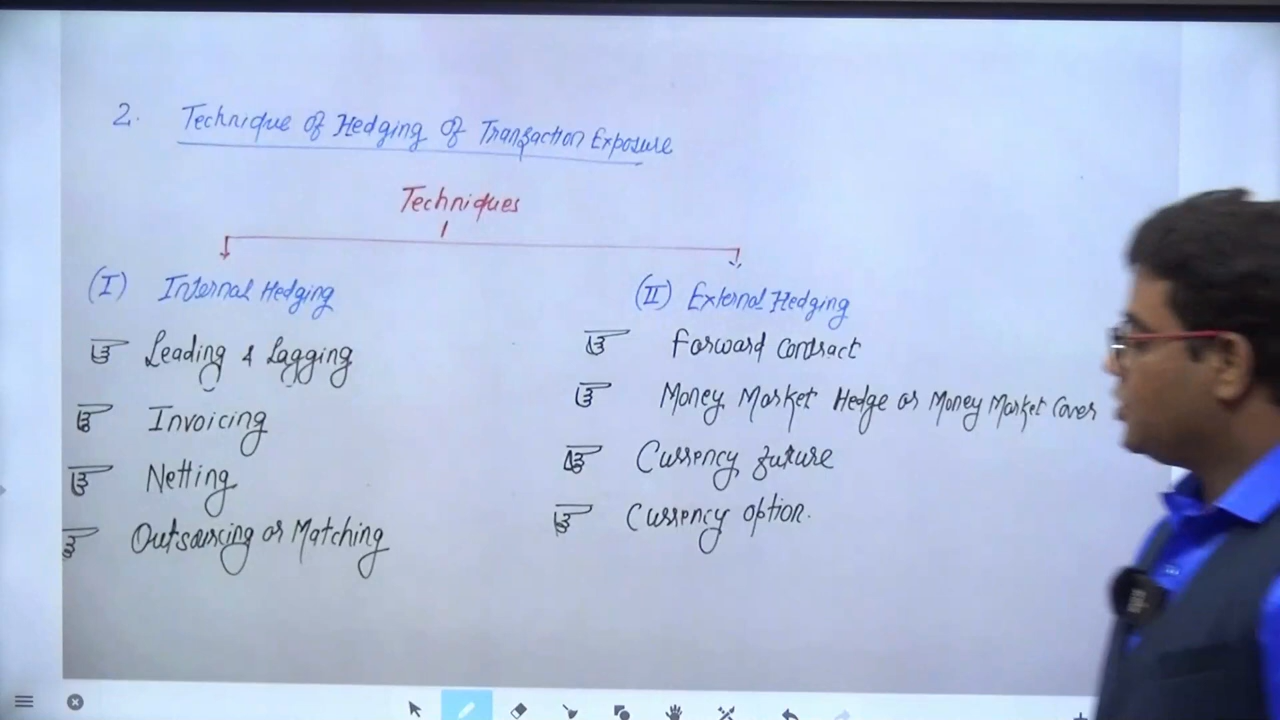 2. Technique of Hedging of Transaction Exposure
Techniques
(I) Internal Hedging
Leading & Lagging
Invoicing
Netting
Outsourcing or Matching
(II) External Hedging
Forward Contract
Money Market Hedge or Money Market Cover
Currency future
Currency option.